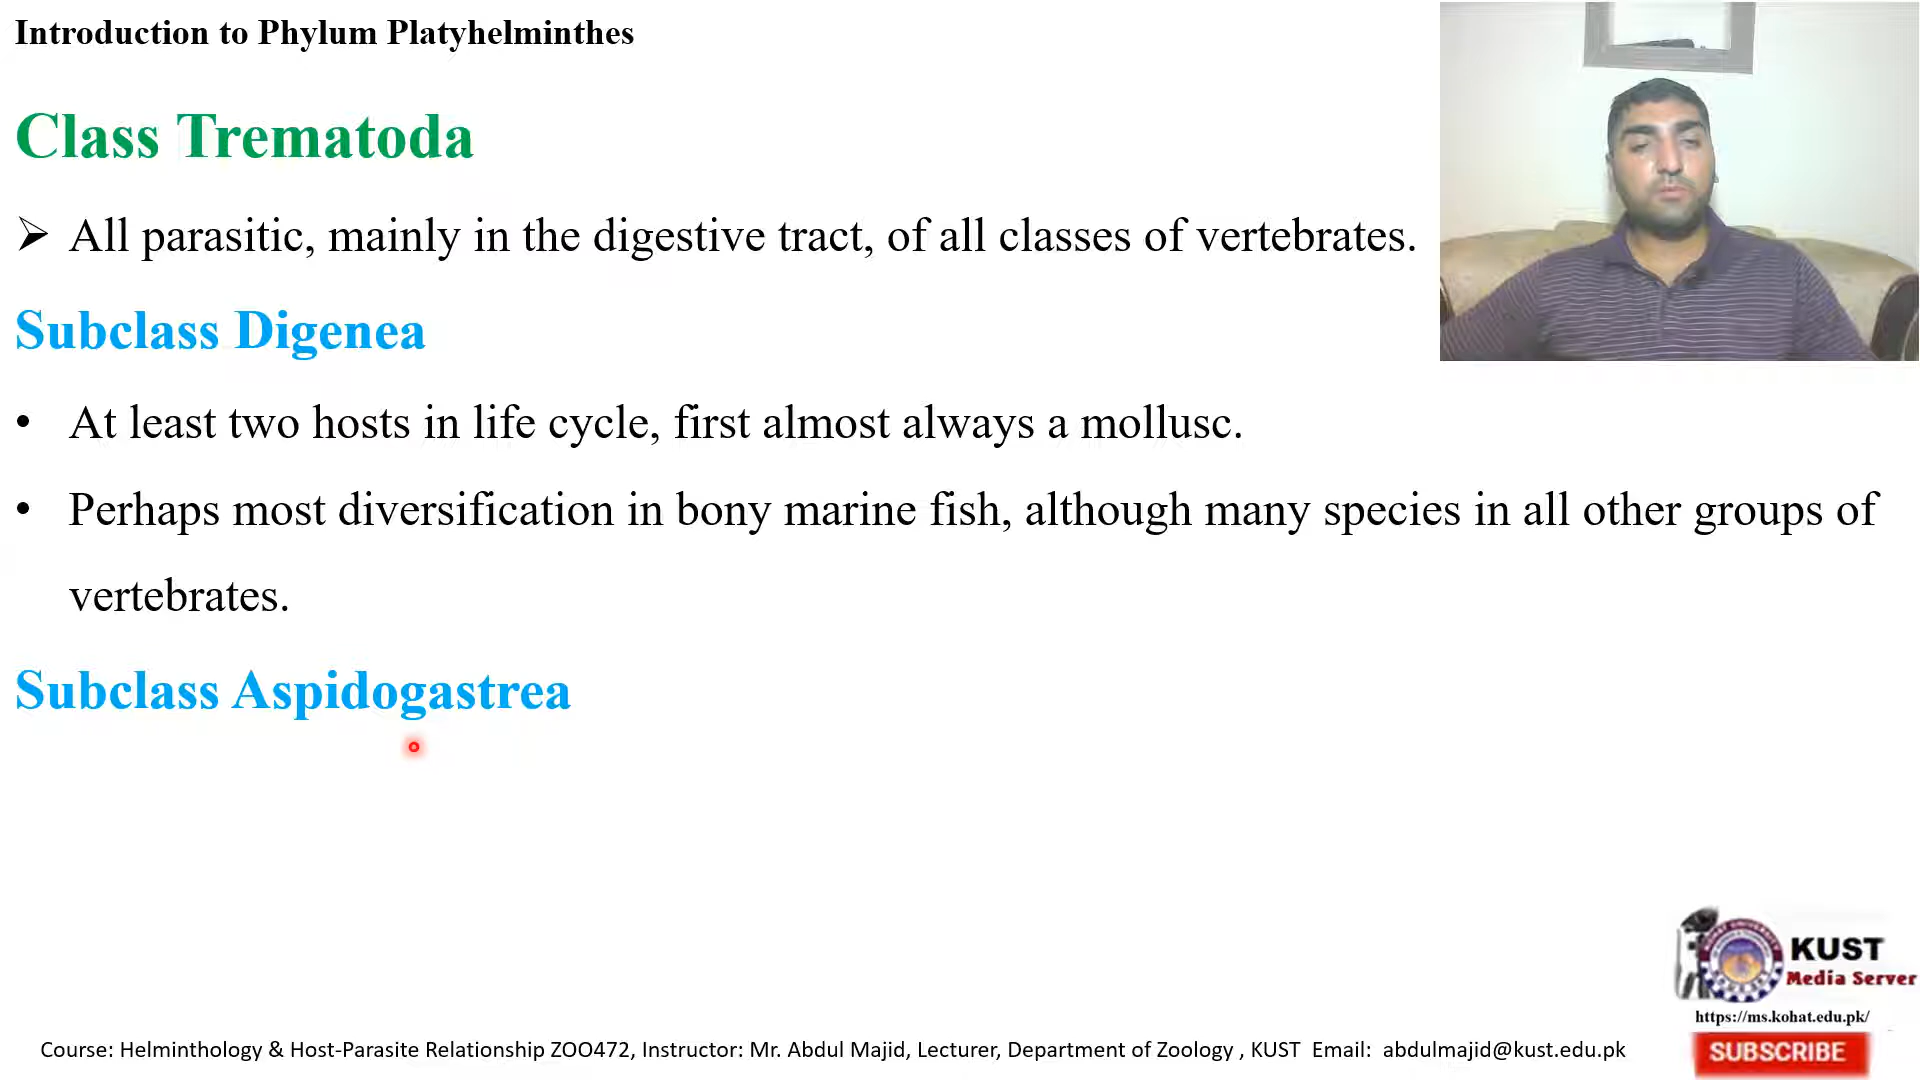 Introduction to Phylum Platyhelminthes
Class Trematoda
➢ All parasitic, mainly in the digestive tract, of all classes of vertebrates.
Subclass Digenea
• At least two hosts in life cycle, first almost always a mollusc.
• Perhaps most diversification in bony marine fish, although many species in all other groups of
vertebrates.
Subclass Aspidogastrea
KUST
Media Server
https://ms.kohat.edu.pk/
SUBSCRIBE
Course: Helminthology & Host-Parasite Relationship ZOO472, Instructor: Mr. Abdul Majid, Lecturer, Department of Zoology , KUST Email: abdulmajid@kust.edu.pk